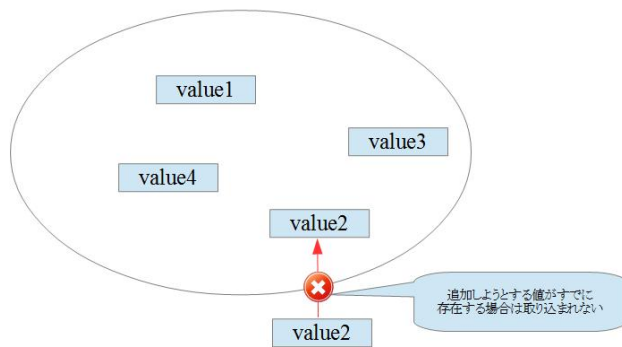 value1
value3
value4
value2
追加しようとする値がすでに
存在する場合は取り込まれない
value2